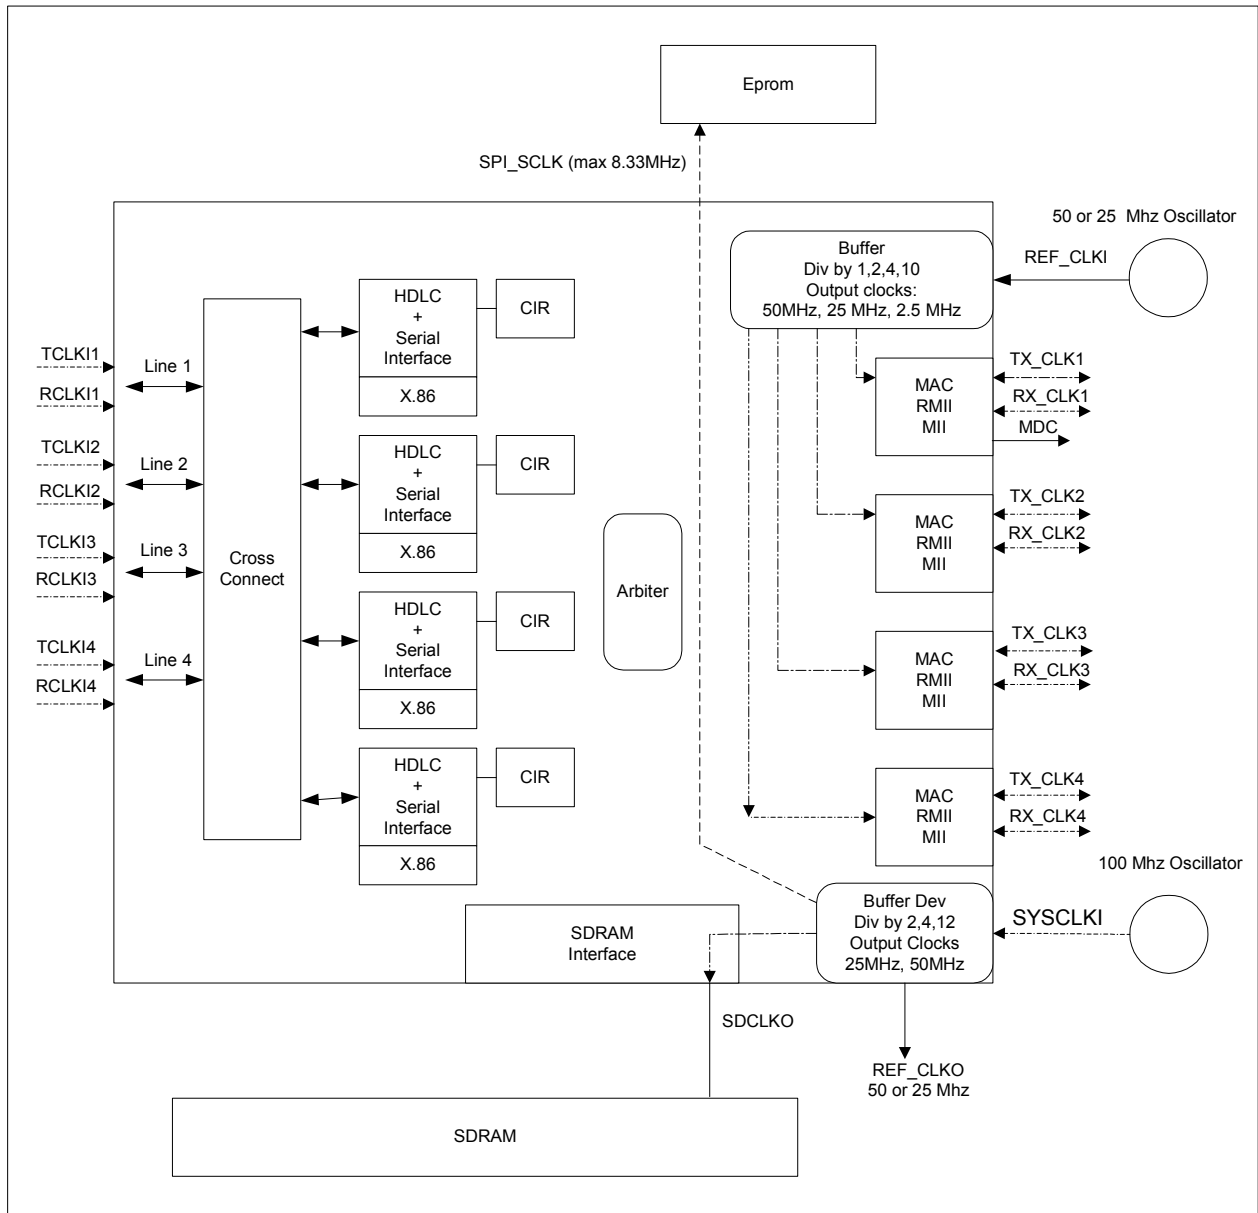 Eprom
SPI_SCLK (max 8.33MHz)
50 or 25 Mhz Oscillator
REF_CLKI
Buffer
Div by 1,2,4,10
Output clocks:
50MHz, 25 MHz, 2.5 MHz
TCLKI1
RCLKI1
TCLKI2
RCLKI2
TCLKI3
RCLKI3
TCLKI4
RCLKI4
Line 1
Line 2
Line 3
Line 4
Cross
Connect
HDLC
+
Serial
Interface
X.86
CIR
HDLC
+
Serial
Interface
X.86
CIR
HDLC
+
Serial
Interface
X.86
CIR
HDLC
+
Serial
Interface
X.86
CIR
Arbiter
MAC
RMII
MII
TX_CLK1
RX_CLK1
MDC
MAC
RMII
MII
TX_CLK2
RX_CLK2
MAC
RMII
MII
TX_CLK3
RX_CLK3
MAC
RMII
MII
TX_CLK4
RX_CLK4
100 Mhz Oscillator
SYSCLKI
Buffer Dev
Div by 2,4,12
Output Clocks
25MHz, 50MHz
SDRAM
Interface
SDCLKO
REF_CLKO
50 or 25 Mhz
SDRAM